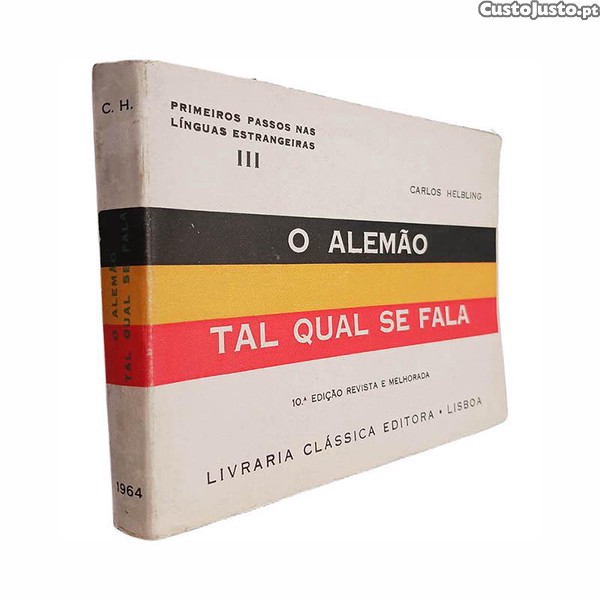 CustoJusto.pt
C. H.
O ALEMÃO
TAL QUAL SE FALA
1964
PRIMEIROS PASSOS NAS
LÍNGUAS ESTRANGEIRAS
III
CARLOS HELBLING
O ALEMÃO
TAL QUAL SE FALA
10.ª EDIÇÃO REVISTA E MELHORADA
LIVRARIA CLÁSSICA EDITORA • LISBOA